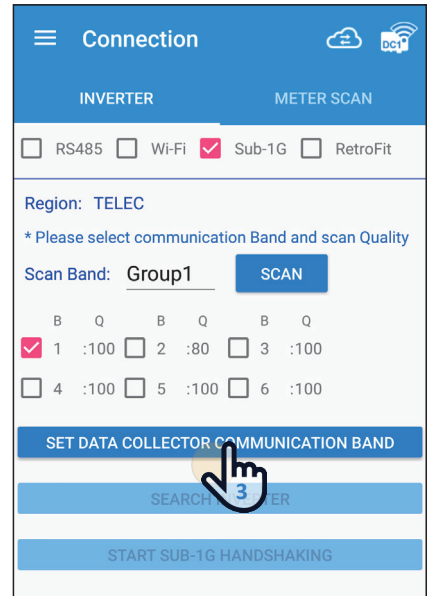 Connection
DC1
INVERTER METER SCAN
RS485 Wi-Fi Sub-1G RetroFit
Region: TELEC
* Please select communication Band and scan Quality
Scan Band: Group1 SCAN
B Q B Q B Q
1 :100 2 :80 3 :100
4 :100 5 :100 6 :100
SET DATA COLLECTOR COMMUNICATION BAND
3
SEARCH INVERTER
START SUB-1G HANDSHAKING